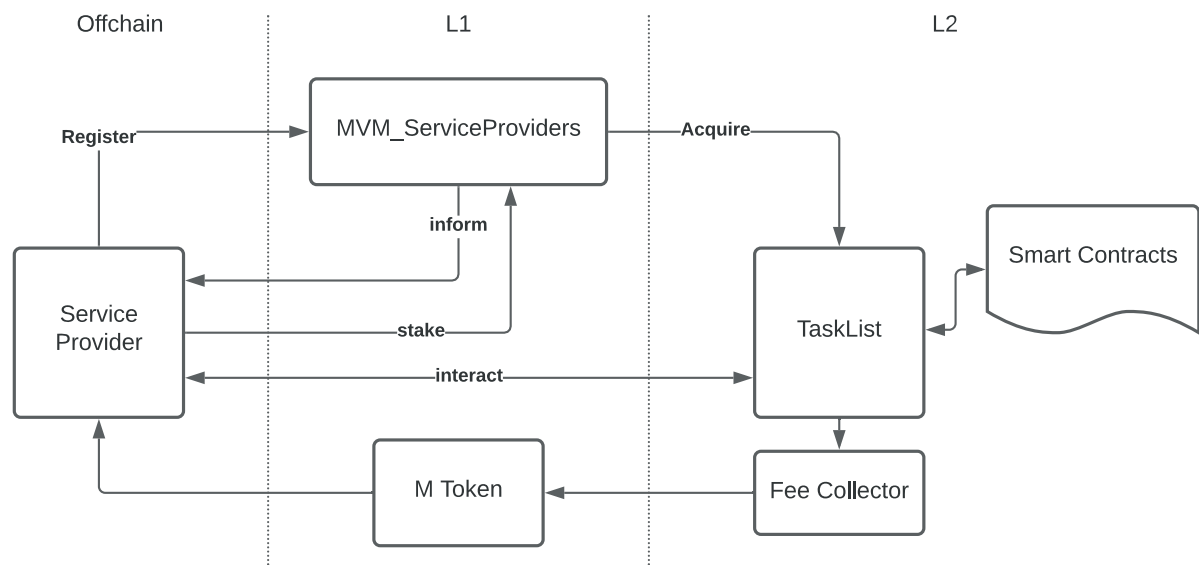 Offchain
L1
L2
MVM_ServiceProviders
Register
Acquire
inform
Smart Contracts
Service
Provider
stake
TaskList
interact
M Token
Fee Collector